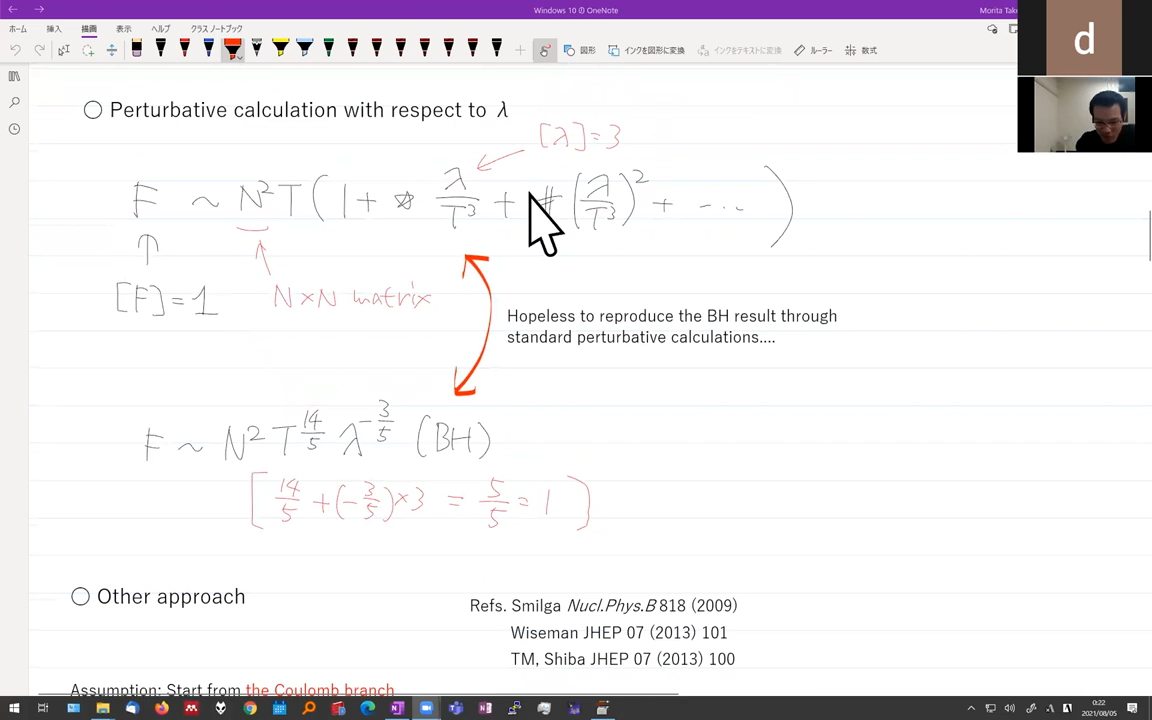 Windows 10 の OneNote
Morita Take
ホーム 挿入 描画 表示 ヘルプ クラス ノートブック
図形 インクを図形に変換 インクをテキストに変換 ルーラー 数式
d
○ Perturbative calculation with respect to λ
[λ]=3
F ~ N²T(1+ ☆ λ/T³ + # (λ/T³)² + ... )
[F]=1 N×N matrix
Hopeless to reproduce the BH result through
standard perturbative calculations....
F ~ N² T^(14/5) λ^(-3/5) (BH)
[ 14/5 + (-3/5)×3 = 5/5 = 1 ]
○ Other approach
Refs. Smilga Nucl.Phys.B 818 (2009)
Wiseman JHEP 07 (2013) 101
TM, Shiba JHEP 07 (2013) 100
Assumption: Start from the Coulomb branch
A
0:22
2021/08/05